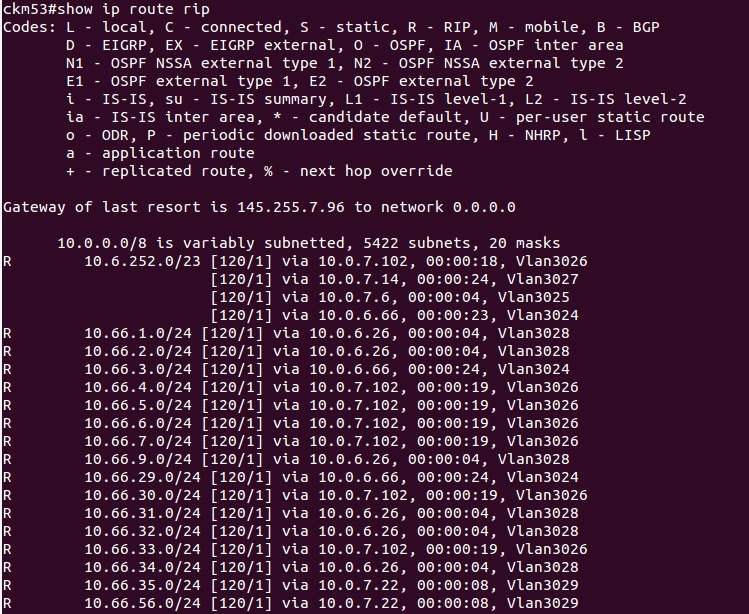 ckm53#show ip route rip
Codes: L - local, C - connected, S - static, R - RIP, M - mobile, B - BGP
D - EIGRP, EX - EIGRP external, O - OSPF, IA - OSPF inter area
N1 - OSPF NSSA external type 1, N2 - OSPF NSSA external type 2
E1 - OSPF external type 1, E2 - OSPF external type 2
i - IS-IS, su - IS-IS summary, L1 - IS-IS level-1, L2 - IS-IS level-2
ia - IS-IS inter area, * - candidate default, U - per-user static route
o - ODR, P - periodic downloaded static route, H - NHRP, l - LISP
a - application route
+ - replicated route, % - next hop override
Gateway of last resort is 145.255.7.96 to network 0.0.0.0
10.0.0.0/8 is variably subnetted, 5422 subnets, 20 masks
R 10.6.252.0/23 [120/1] via 10.0.7.102, 00:00:18, Vlan3026
[120/1] via 10.0.7.14, 00:00:24, Vlan3027
[120/1] via 10.0.7.6, 00:00:04, Vlan3025
[120/1] via 10.0.6.66, 00:00:23, Vlan3024
R 10.66.1.0/24 [120/1] via 10.0.6.26, 00:00:04, Vlan3028
R 10.66.2.0/24 [120/1] via 10.0.6.26, 00:00:04, Vlan3028
R 10.66.3.0/24 [120/1] via 10.0.6.66, 00:00:24, Vlan3024
R 10.66.4.0/24 [120/1] via 10.0.7.102, 00:00:19, Vlan3026
R 10.66.5.0/24 [120/1] via 10.0.7.102, 00:00:19, Vlan3026
R 10.66.6.0/24 [120/1] via 10.0.7.102, 00:00:19, Vlan3026
R 10.66.7.0/24 [120/1] via 10.0.7.102, 00:00:19, Vlan3026
R 10.66.9.0/24 [120/1] via 10.0.6.26, 00:00:04, Vlan3028
R 10.66.29.0/24 [120/1] via 10.0.6.66, 00:00:24, Vlan3024
R 10.66.30.0/24 [120/1] via 10.0.7.102, 00:00:19, Vlan3026
R 10.66.31.0/24 [120/1] via 10.0.6.26, 00:00:04, Vlan3028
R 10.66.32.0/24 [120/1] via 10.0.6.26, 00:00:04, Vlan3028
R 10.66.33.0/24 [120/1] via 10.0.7.102, 00:00:19, Vlan3026
R 10.66.34.0/24 [120/1] via 10.0.6.26, 00:00:04, Vlan3028
R 10.66.35.0/24 [120/1] via 10.0.7.22, 00:00:08, Vlan3029
R 10.66.56.0/24 [120/1] via 10.0.7.22, 00:00:08, Vlan3029